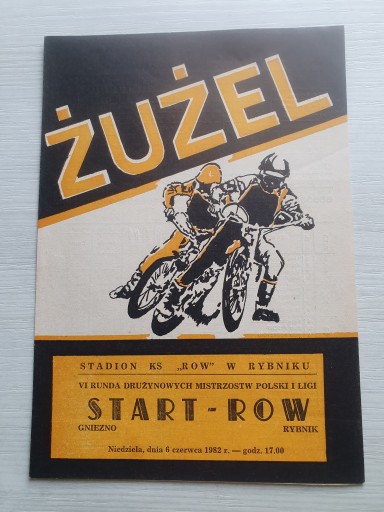 ŻUŻEL
STADION KS „ROW" W RYBNIKU
VI RUNDA DRUŻYNOWYCH MISTRZOSTW POLSKI I LIGI
START - ROW
GNIEZNO RYBNIK
Niedziela, dnia 6 czerwca 1982 r. — godz. 17.00